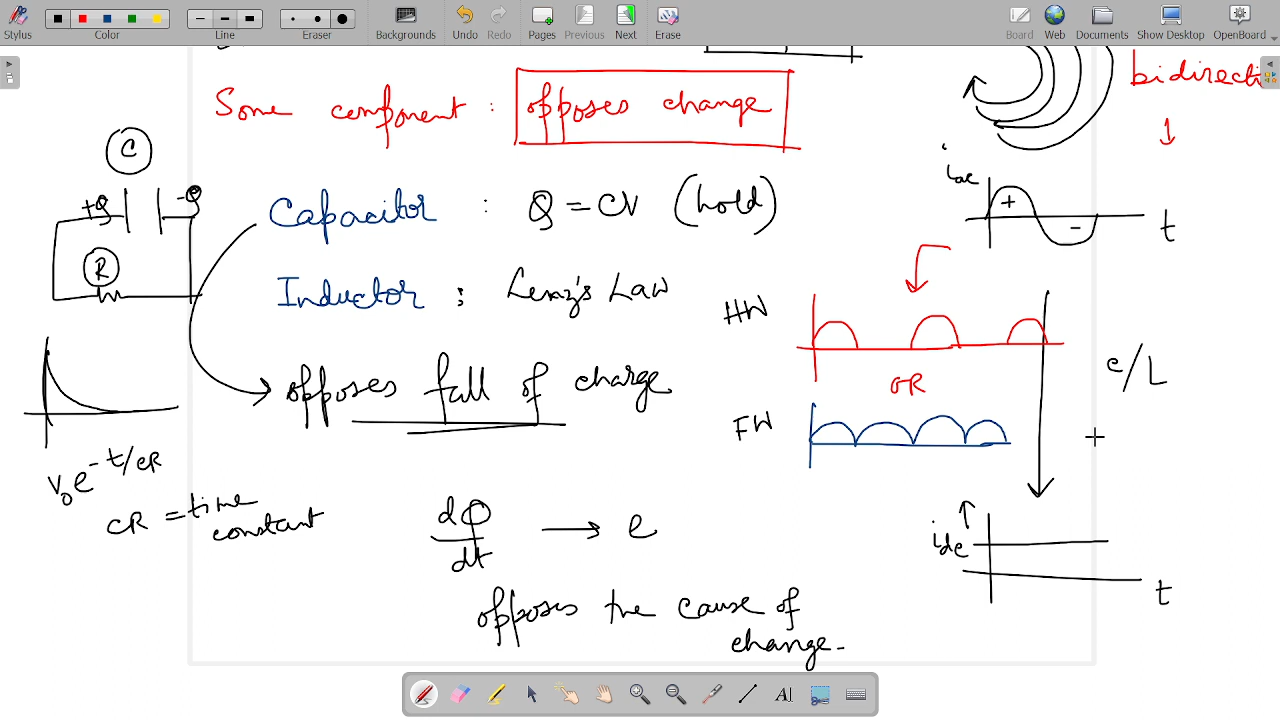 Stylus
Color
Line
Eraser
Backgrounds
Undo
Redo
Pages
Previous
Next
Erase
Board
Web
Documents
Show Desktop
OpenBoard
Some component : opposes change
bidirecti
↓
C
+Q -Q
R
Capacitor : Q = CV (hold)
iac + - t
Inductor : Lenz's Law
HW
OR
FW
c/L
+
→ opposes fall of charge
V₀e^-t/CR
CR = time constant
dΦ/dt → e
opposes the cause of
change.
idc
t
AI